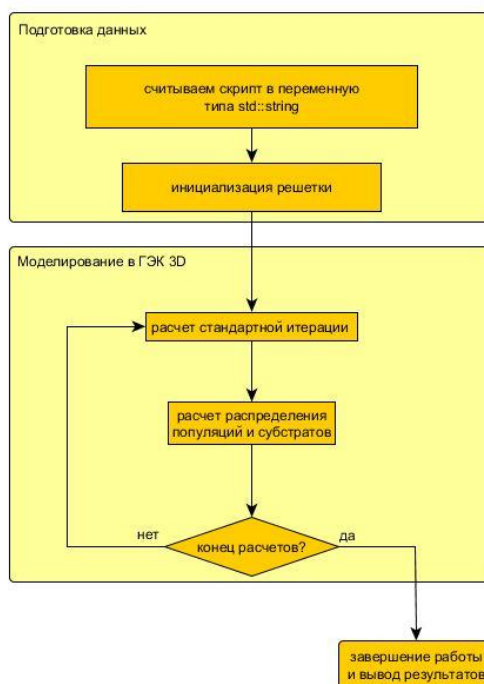 Подготовка данных
считываем скрипт в переменную
типа std::string
инициализация решетки
Моделирование в ГЭК 3D
расчет стандартной итерации
расчет распределения
популяций и субстратов
нет
конец расчетов?
да
завершение работы
и вывод результатов